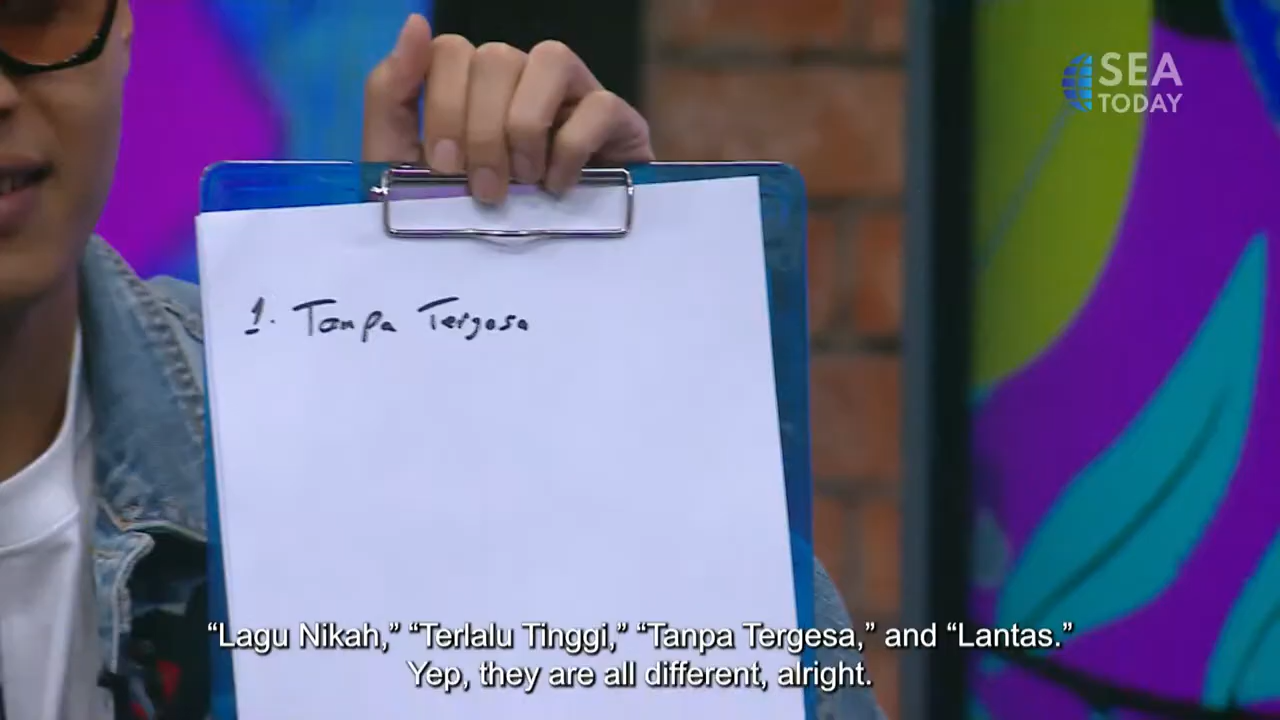 SEA
TODAY
1. Tanpa Tergesa
“Lagu Nikah,” “Terlalu Tinggi,” “Tanpa Tergesa,” and “Lantas.”
Yep, they are all different, alright.